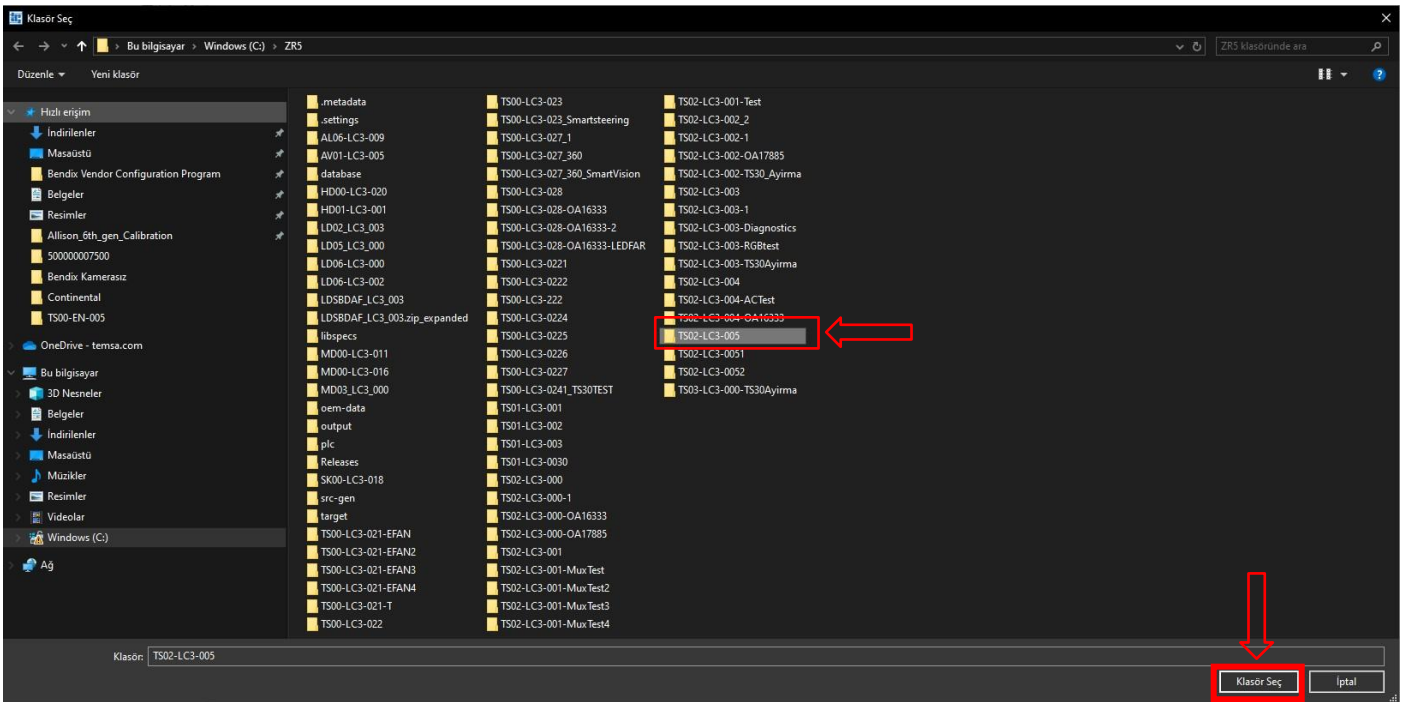 Klasör Seç
Bu bilgisayar > Windows (C:) > ZR5
ZR5 klasöründe ara
Düzenle
Yeni klasör
Hızlı erişim
İndirilenler
Masaüstü
Bendix Vendor Configuration Program
Belgeler
Resimler
Allison_6th_gen_Calibration
500000007500
Bendix Kamerasız
Continental
TS00-EN-005
OneDrive - temsa.com
Bu bilgisayar
3D Nesneler
Belgeler
İndirilenler
Masaüstü
Müzikler
Resimler
Videolar
Windows (C:)
Ağ
.metadata
.settings
AL06-LC3-009
AV01-LC3-005
database
HD00-LC3-020
HD01-LC3-001
LD02_LC3_003
LD05_LC3_000
LD06-LC3-000
LD06-LC3-002
LDSBDAF_LC3_003
LDSBDAF_LC3_003.zip_expanded
libspecs
MD00-LC3-011
MD00-LC3-016
MD03_LC3_000
oem-data
output
plc
Releases
SK00-LC3-018
src-gen
target
TS00-LC3-021-EFAN
TS00-LC3-021-EFAN2
TS00-LC3-021-EFAN3
TS00-LC3-021-EFAN4
TS00-LC3-021-T
TS00-LC3-022
TS00-LC3-023
TS00-LC3-023_Smartsteering
TS00-LC3-027_1
TS00-LC3-027_360
TS00-LC3-027_360_SmartVision
TS00-LC3-028
TS00-LC3-028-OA16333
TS00-LC3-028-OA16333-2
TS00-LC3-028-OA16333-LEDFAR
TS00-LC3-0221
TS00-LC3-0222
TS00-LC3-222
TS00-LC3-0224
TS00-LC3-0225
TS00-LC3-0226
TS00-LC3-0227
TS00-LC3-0241_TS30TEST
TS01-LC3-001
TS01-LC3-002
TS01-LC3-003
TS01-LC3-0030
TS02-LC3-000
TS02-LC3-000-1
TS02-LC3-000-OA16333
TS02-LC3-000-OA17885
TS02-LC3-001
TS02-LC3-001-MuxTest
TS02-LC3-001-MuxTest2
TS02-LC3-001-MuxTest3
TS02-LC3-001-MuxTest4
TS02-LC3-001-Test
TS02-LC3-002_2
TS02-LC3-002-1
TS02-LC3-002-OA17885
TS02-LC3-002-TS30_Ayirma
TS02-LC3-003
TS02-LC3-003-1
TS02-LC3-003-Diagnostics
TS02-LC3-003-RGBtest
TS02-LC3-003-TS30Ayirma
TS02-LC3-004
TS02-LC3-004-ACTest
TS02-LC3-004-OA16333
TS02-LC3-005
TS02-LC3-0051
TS02-LC3-0052
TS03-LC3-000-TS30Ayirma
Klasör: TS02-LC3-005
Klasör Seç
İptal